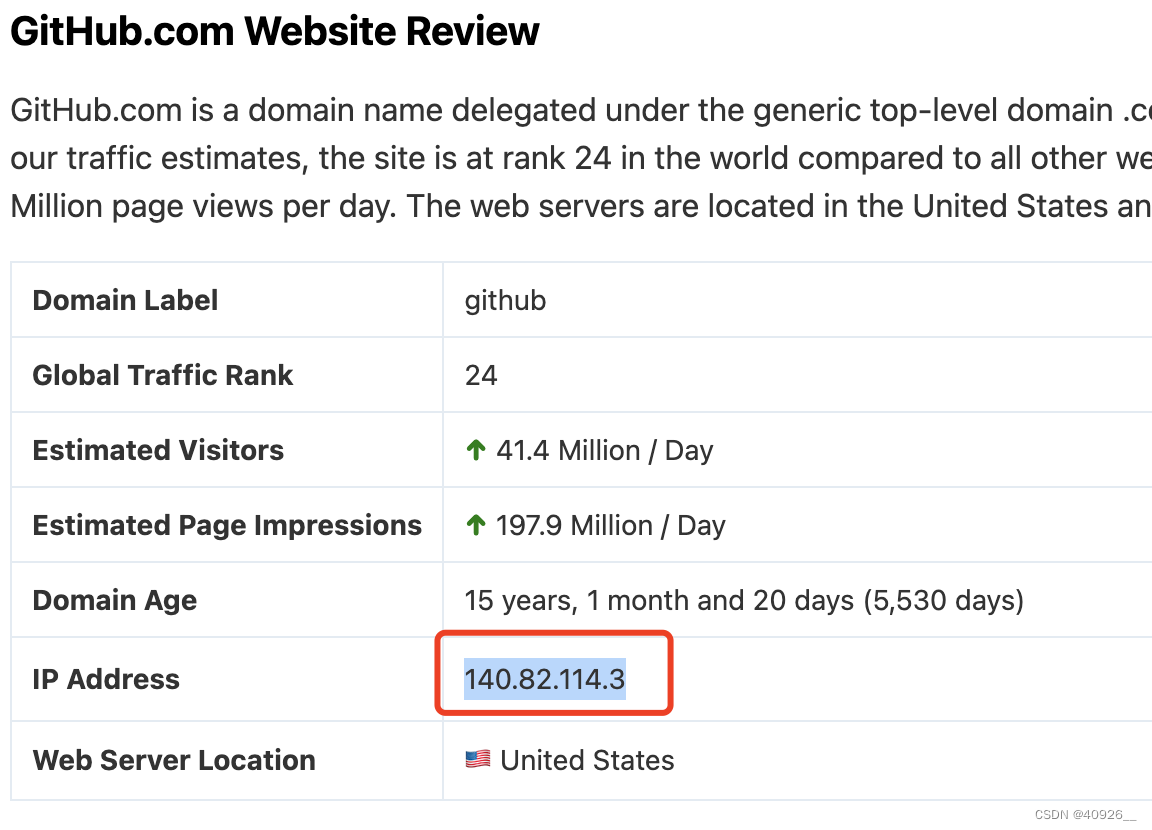 GitHub.com Website Review
GitHub.com is a domain name delegated under the generic top-level domain .co
our traffic estimates, the site is at rank 24 in the world compared to all other we
Million page views per day. The web servers are located in the United States an
Domain Label github
Global Traffic Rank 24
Estimated Visitors ↑ 41.4 Million / Day
Estimated Page Impressions ↑ 197.9 Million / Day
Domain Age 15 years, 1 month and 20 days (5,530 days)
IP Address 140.82.114.3
Web Server Location United States
CSDN @40926__